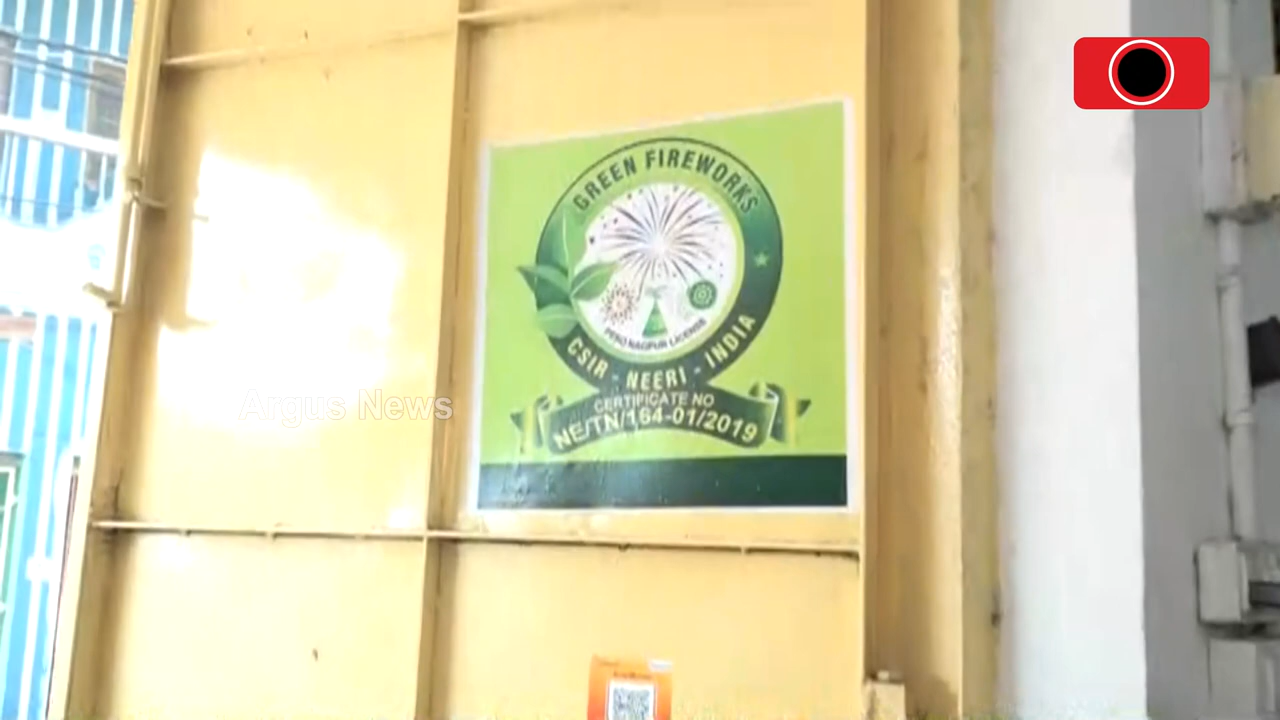 GREEN FIREWORKS
PESO NAGPUR LICENSE
CSIR - NEERI - INDIA
CERTIFICATE NO
NE/TN/164-01/2019
Argus News